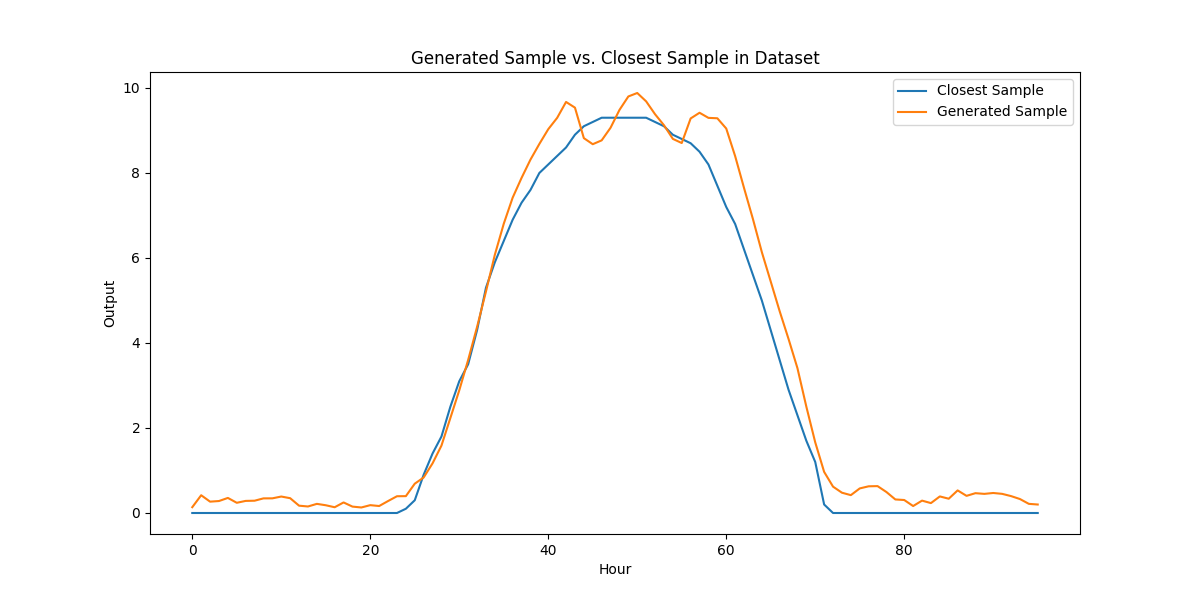 Generated Sample vs. Closest Sample in Dataset
Closest Sample
Generated Sample
10
8
6
4
2
0
Output
0 20 40 60 80
Hour